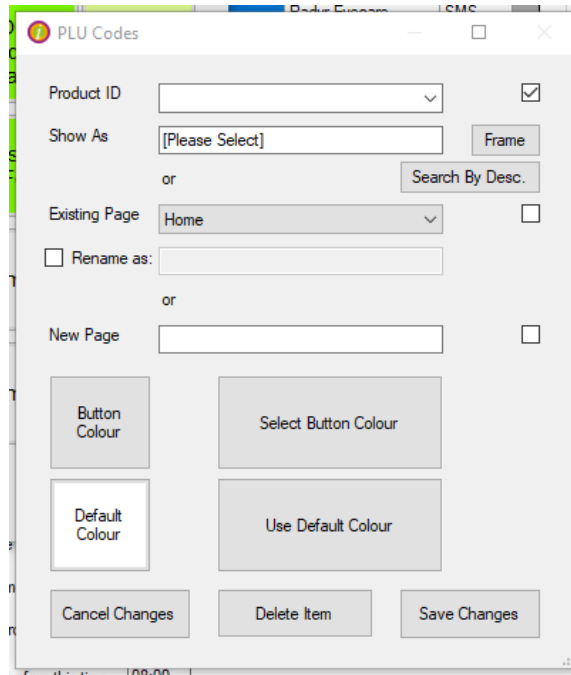 Radyr Eyecare SMS
PLU Codes
Product ID
Show As [Please Select] Frame
or Search By Desc.
Existing Page Home
Rename as:
or
New Page
Button
Colour
Select Button Colour
Default
Colour
Use Default Colour
Cancel Changes Delete Item Save Changes
08:00